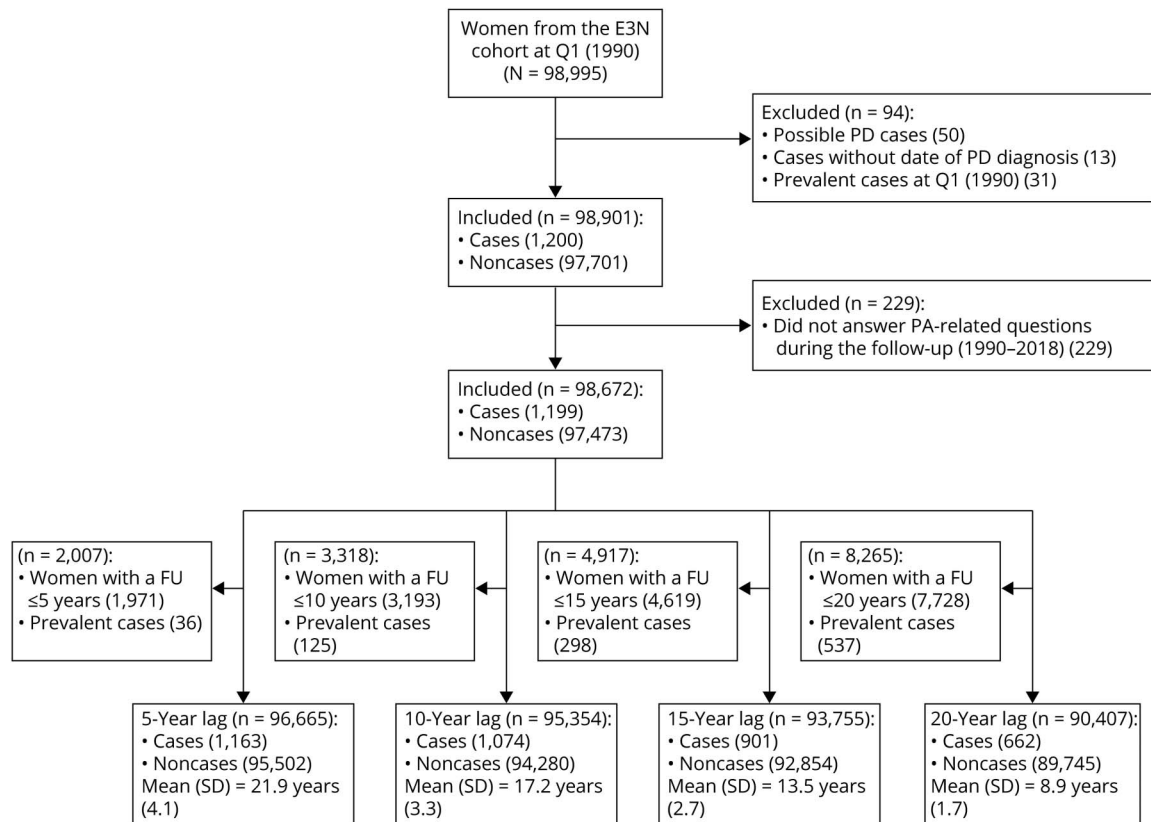 Women from the E3N
cohort at Q1 (1990)
(N = 98,995)
Excluded (n = 94):
• Possible PD cases (50)
• Cases without date of PD diagnosis (13)
• Prevalent cases at Q1 (1990) (31)
Included (n = 98,901):
• Cases (1,200)
• Noncases (97,701)
Excluded (n = 229):
• Did not answer PA-related questions
during the follow-up (1990–2018) (229)
Included (n = 98,672):
• Cases (1,199)
• Noncases (97,473)
(n = 2,007):
• Women with a FU
≤5 years (1,971)
• Prevalent cases (36)
(n = 3,318):
• Women with a FU
≤10 years (3,193)
• Prevalent cases
(125)
(n = 4,917):
• Women with a FU
≤15 years (4,619)
• Prevalent cases
(298)
(n = 8,265):
• Women with a FU
≤20 years (7,728)
• Prevalent cases
(537)
5-Year lag (n = 96,665):
• Cases (1,163)
• Noncases (95,502)
Mean (SD) = 21.9 years
(4.1)
10-Year lag (n = 95,354):
• Cases (1,074)
• Noncases (94,280)
Mean (SD) = 17.2 years
(3.3)
15-Year lag (n = 93,755):
• Cases (901)
• Noncases (92,854)
Mean (SD) = 13.5 years
(2.7)
20-Year lag (n = 90,407):
• Cases (662)
• Noncases (89,745)
Mean (SD) = 8.9 years
(1.7)